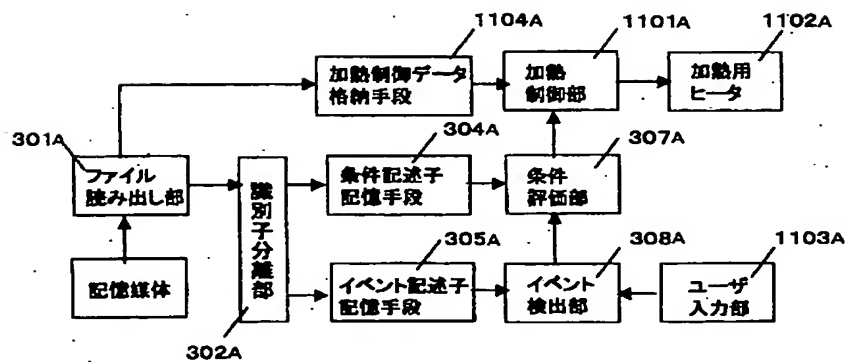 1104A
1101A
1102A
加熱制御データ
格納手段
加熱
制御部
加熱用
ヒータ
301A
304A
307A
ファイル
読み出し部
条件記述子
記憶手段
条件
評価部
識別子分離部
305A
308A
1103A
記憶媒体
イベント記述子
記憶手段
イベント
検出部
ユーザ
入力部
302A